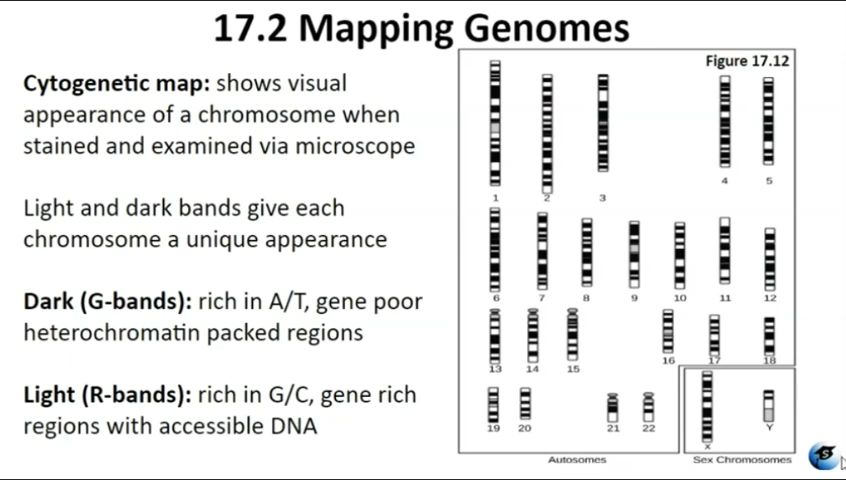 17.2 Mapping Genomes
Cytogenetic map: shows visual
appearance of a chromosome when
stained and examined via microscope
Light and dark bands give each
chromosome a unique appearance
Dark (G-bands): rich in A/T, gene poor
heterochromatin packed regions
Light (R-bands): rich in G/C, gene rich
regions with accessible DNA
Figure 17.12
1 2 3 4 5
6 7 8 9 10 11 12
13 14 15 16 17 18
19 20 21 22 X Y
Autosomes Sex Chromosomes
S